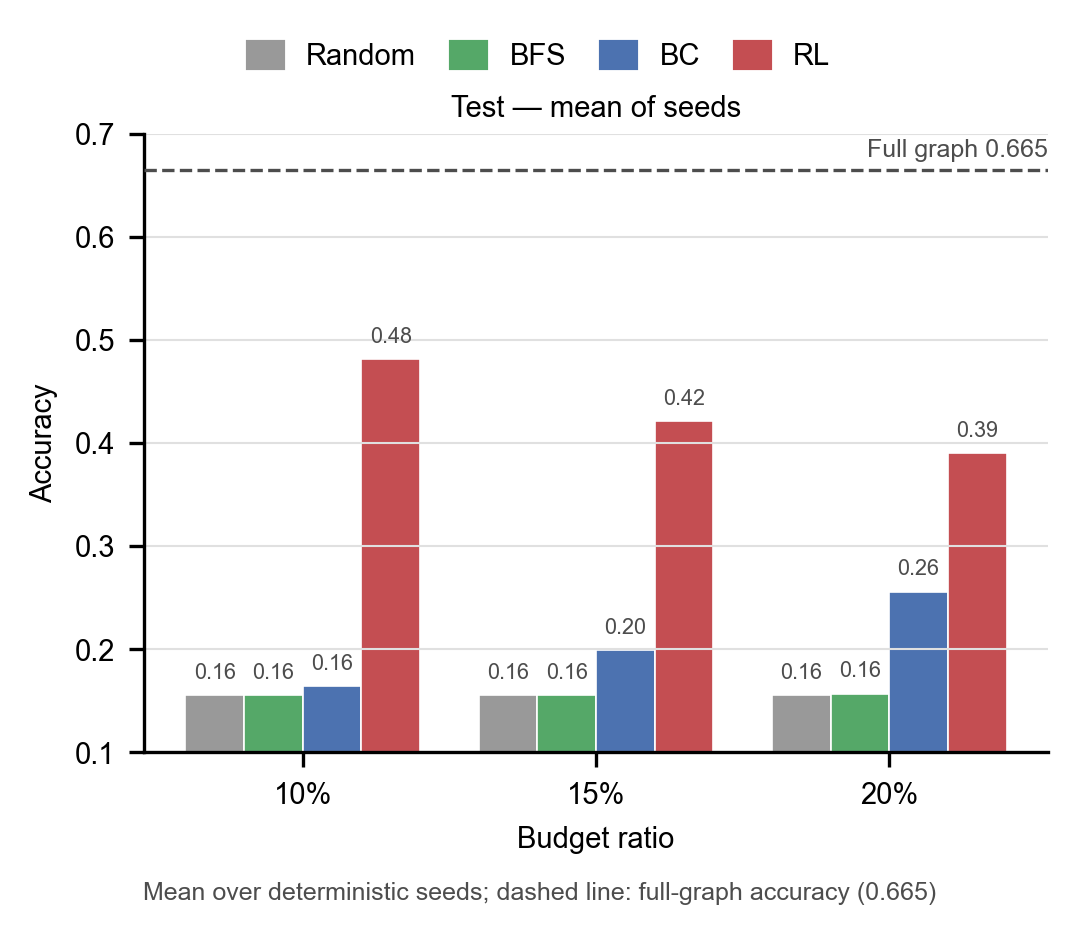 Random BFS BC RL
Test — mean of seeds
0.7
Full graph 0.665
0.6
0.5
0.4
0.3
0.2
0.1
Accuracy
0.16 0.16 0.16 0.48
0.16 0.16 0.20 0.42
0.16 0.16 0.26 0.39
10% 15% 20%
Budget ratio
Mean over deterministic seeds; dashed line: full-graph accuracy (0.665)